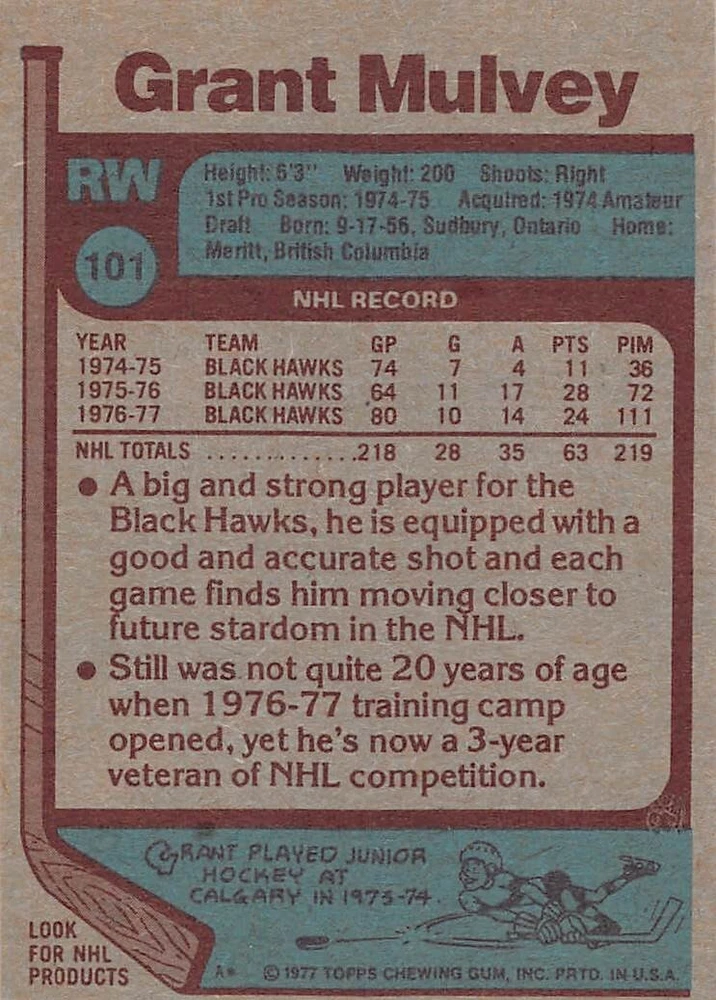 Grant Mulvey
RW
Height: 6'3" Weight: 200 Shoots: Right
1st Pro Season: 1974-75 Acquired: 1974 Amateur
Draft Born: 9-17-56, Sudbury, Ontario Home:
Meritt, British Columbia
101
NHL RECORD
YEAR TEAM GP G A PTS PIM
1974-75 BLACK HAWKS 74 7 4 11 36
1975-76 BLACK HAWKS 64 11 17 28 72
1976-77 BLACK HAWKS 80 10 14 24 111
NHL TOTALS .............218 28 35 63 219
● A big and strong player for the
Black Hawks, he is equipped with a
good and accurate shot and each
game finds him moving closer to
future stardom in the NHL.
● Still was not quite 20 years of age
when 1976-77 training camp
opened, yet he's now a 3-year
veteran of NHL competition.
GRANT PLAYED JUNIOR
HOCKEY AT
CALGARY IN 1973-74.
LOOK
FOR NHL
PRODUCTS
A* © 1977 TOPPS CHEWING GUM, INC. PRTD. IN U.S.A.